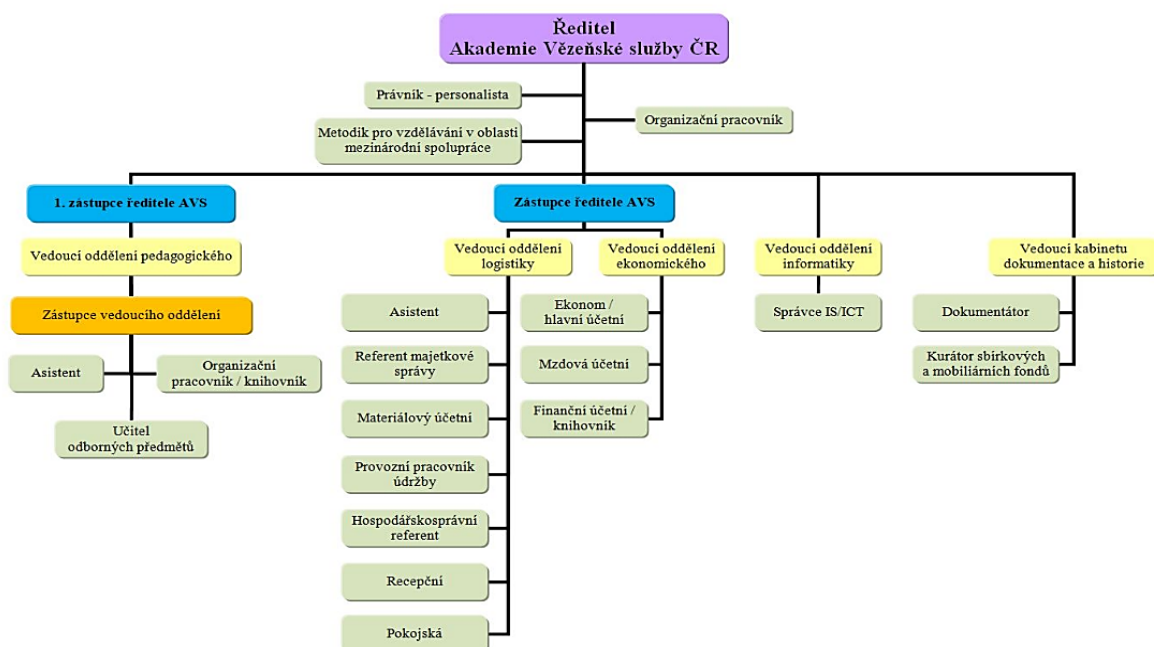 Ředitel
Akademie Vězeňské služby ČR
Právník - personalista
Organizační pracovník
Metodik pro vzdělávání v oblasti
mezinárodní spolupráce
1. zástupce ředitele AVS
Zástupce ředitele AVS
Vedoucí oddělení pedagogického
Vedoucí oddělení
logistiky
Vedoucí oddělení
ekonomického
Vedoucí oddělení
informatiky
Vedoucí kabinetu
dokumentace a historie
Zástupce vedoucího oddělení
Asistent
Organizační
pracovník / knihovník
Učitel
odborných předmětů
Asistent
Referent majetkové
správy
Materiálový účetní
Provozní pracovník
údržby
Hospodářskosprávní
referent
Recepční
Pokojská
Ekonom /
hlavní účetní
Mzdová účetní
Finanční účetní /
knihovník
Správce IS/ICT
Dokumentátor
Kurátor sbírkových
a mobiliárních fondů